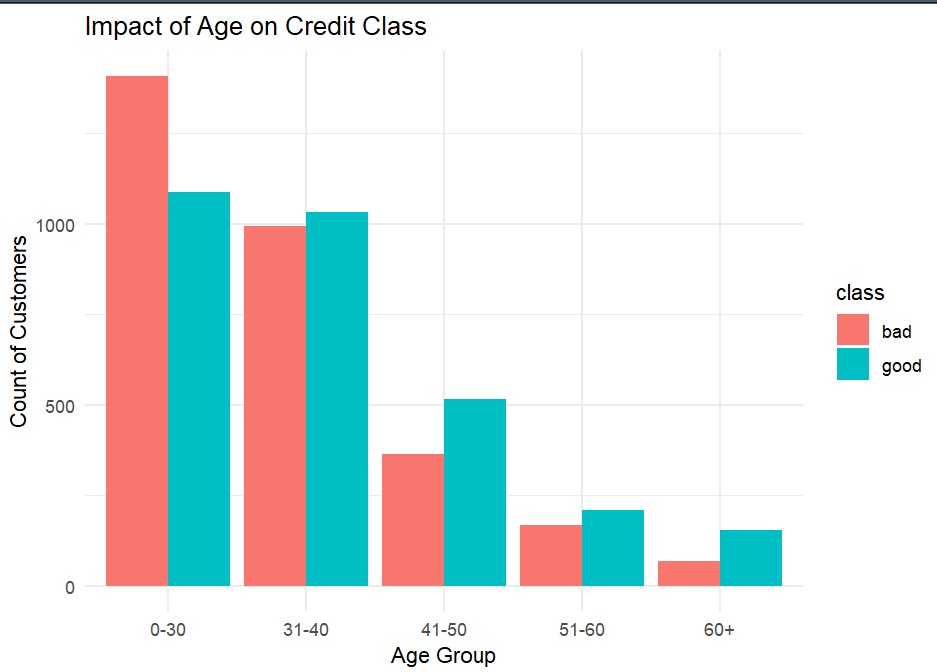 Impact of Age on Credit Class
Count of Customers
1000
500
0
0-30
31-40
41-50
51-60
60+
Age Group
class
bad
good